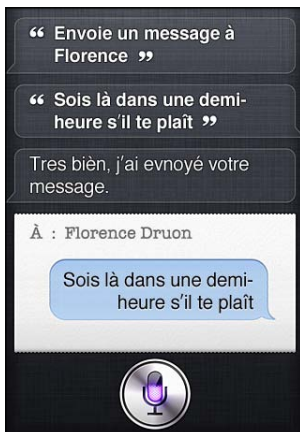 “ Envoie un message à
Florence ”
“ Sois là dans une demi-
heure s’il te plaît ”
Tres bièn, j’ai evnoyé votre
message.
À : Florence Druon
Sois là dans une demi-
heure s’il te plaît